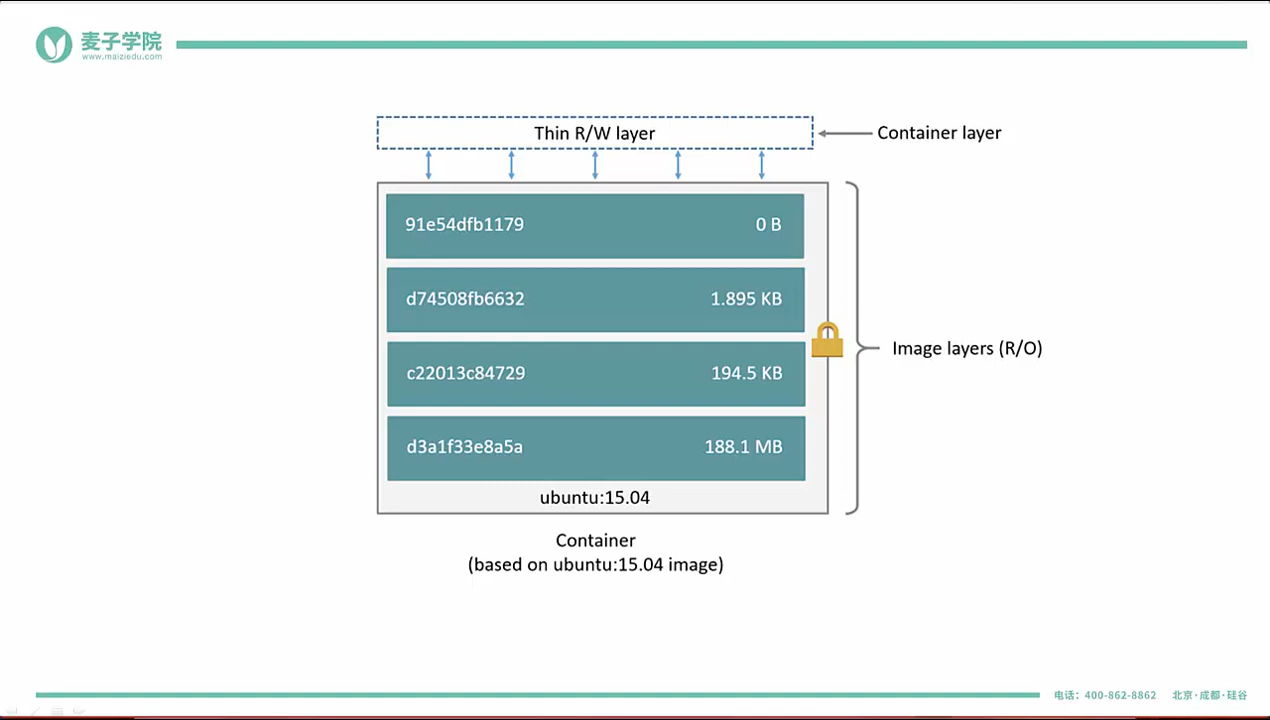 麦子学院
www.maiziedu.com
Thin R/W layer
Container layer
91e54dfb1179 0 B
d74508fb6632 1.895 KB
c22013c84729 194.5 KB
d3a1f33e8a5a 188.1 MB
Image layers (R/O)
ubuntu:15.04
Container
(based on ubuntu:15.04 image)
电话：400-862-8862 北京·成都·硅谷